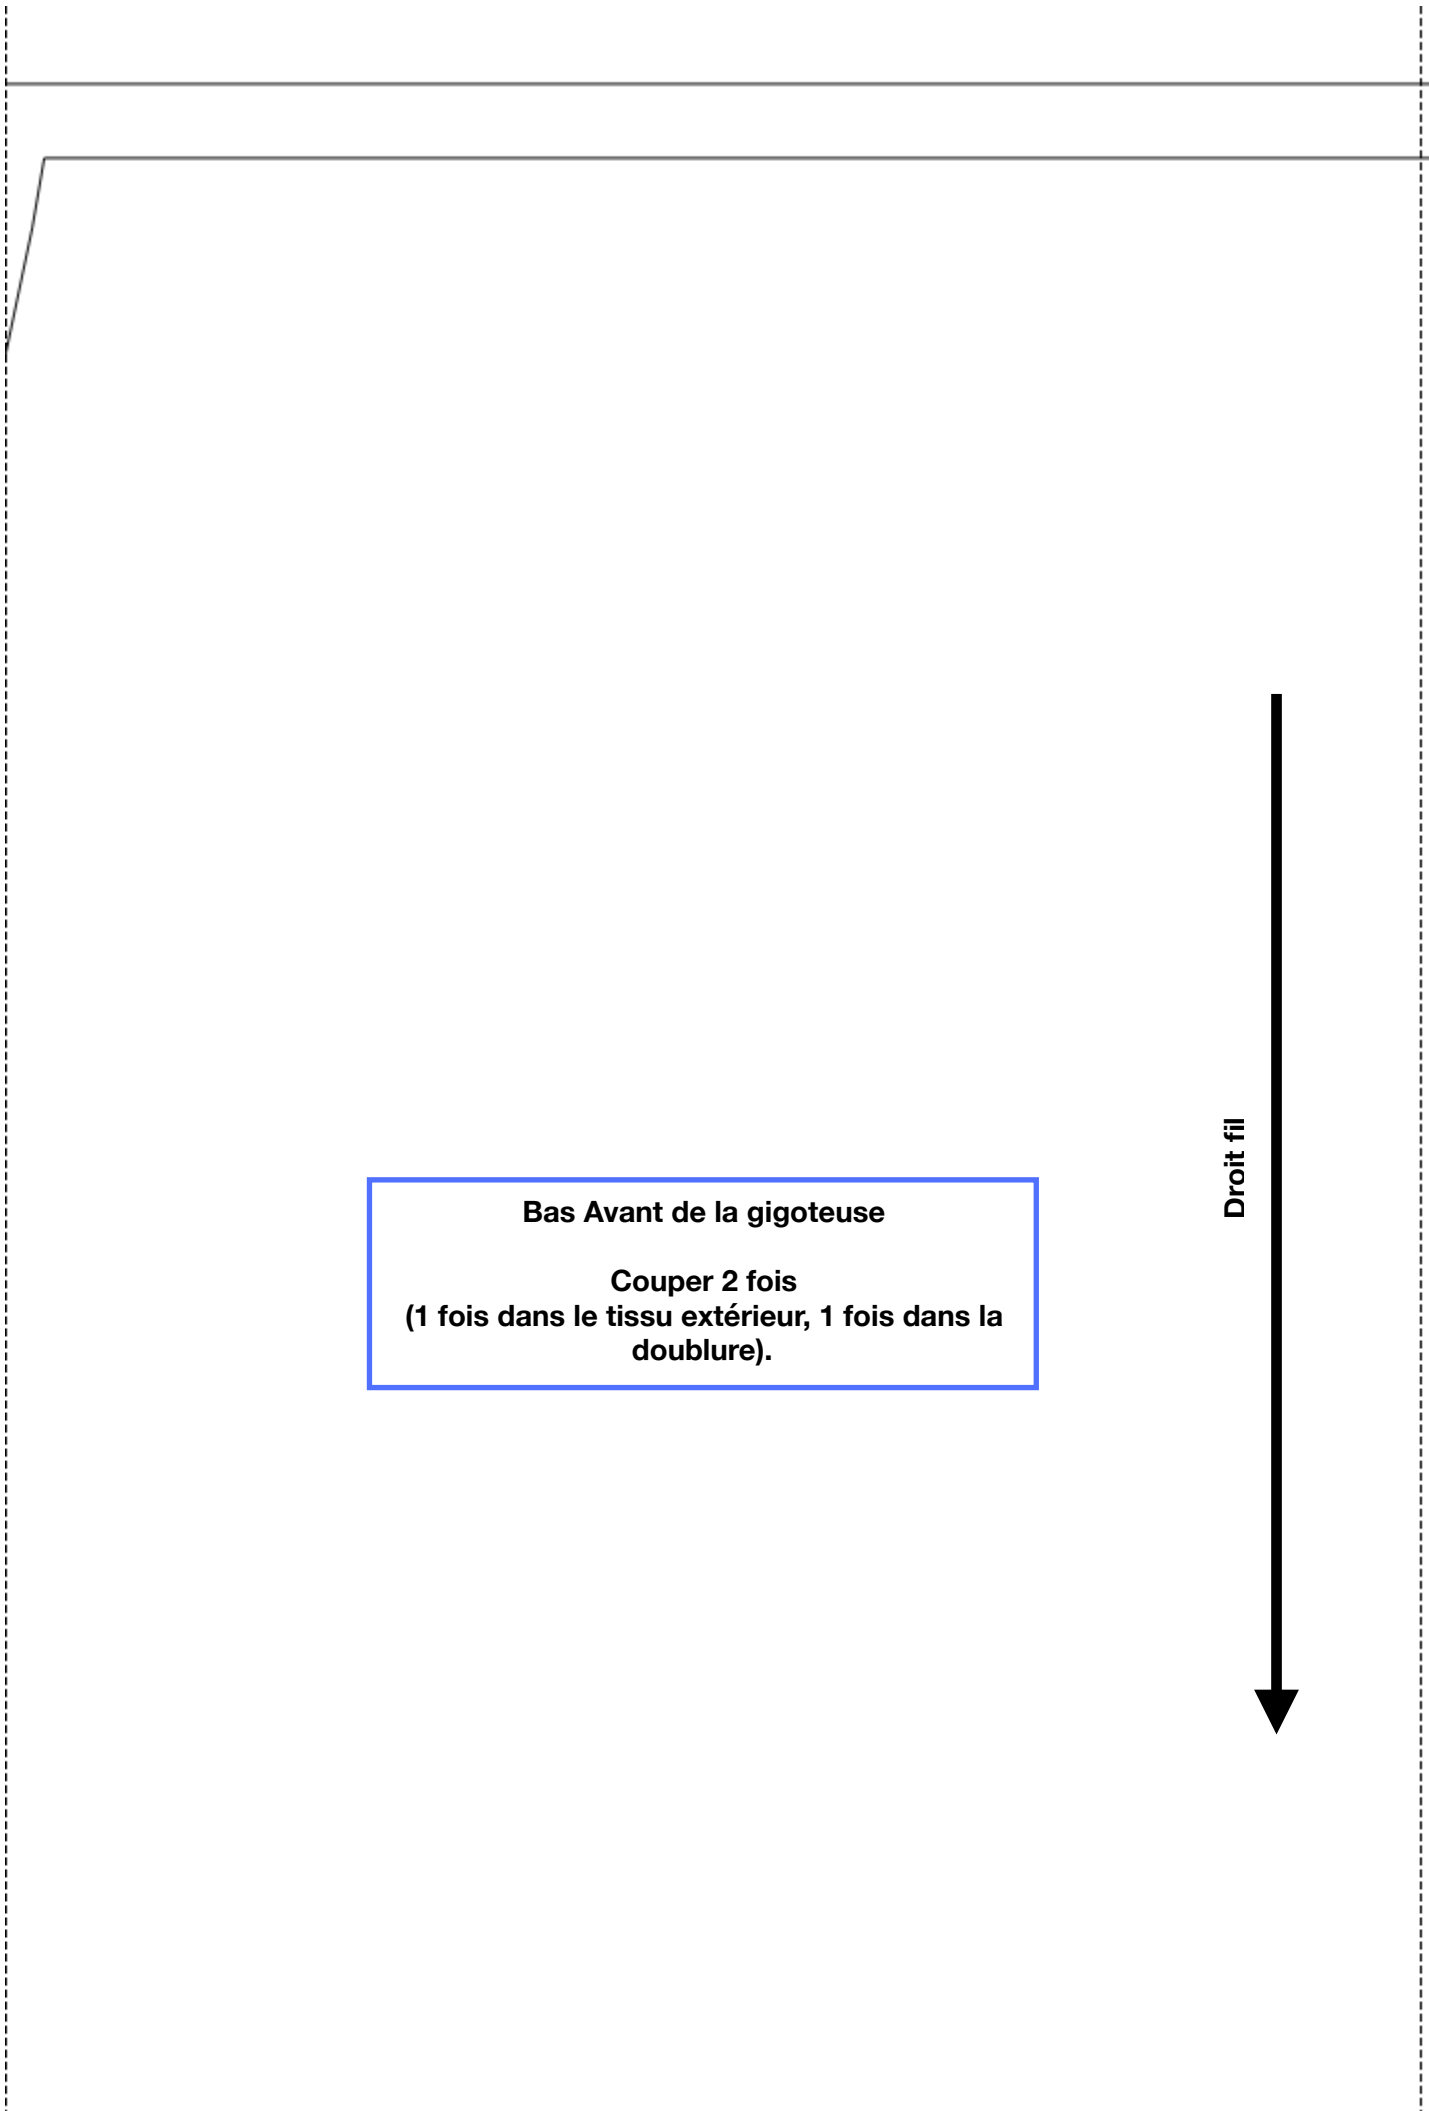 Droit fil
Bas Avant de la gigoteuse
Couper 2 fois
(1 fois dans le tissu extérieur, 1 fois dans la
doublure).